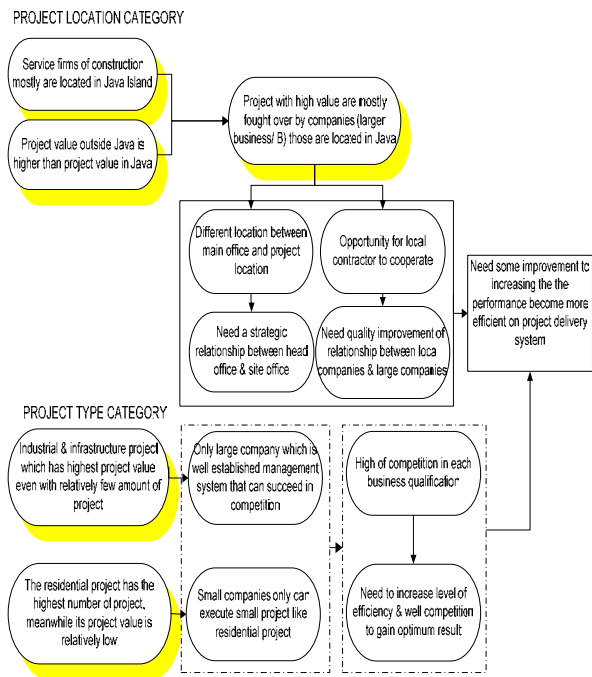 PROJECT LOCATION CATEGORY
Service firms of construction
mostly are located in Java Island
Project value outside Java is
higher than project value in Java
Project with high value are mostly
fought over by companies (larger
business/ B) those are located in Java
Different location between
main office and project
location
Opportunity for local
contractor to cooperate
Need a strategic
relationship between head
office & site office
Need quality improvement of
relationship between loca
companies & large companies
Need some improvement to
increasing the the
performance become more
efficient on project delivery
system
PROJECT TYPE CATEGORY
Industrial & infrastructure project
which has highest project value
even with relatively few amount of
project
Only large company which is
well established management
system that can succeed in
competition
High of competition in each
business qualification
The residential project has the
highest number of project,
meanwhile its project value is
relatively low
Small companies only can
execute small project like
residential project
Need to increase level of
efficiency & well competition
to gain optimum result